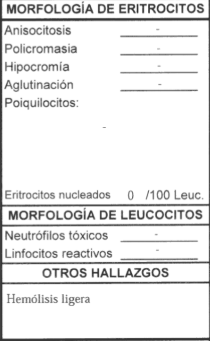 MORFOLOGÍA DE ERITROCITOS
Anisocitosis -
Policromasia -
Hipocromía -
Aglutinación -
Poiquilocitos:
-
Eritrocitos nucleados 0 /100 Leuc.
MORFOLOGÍA DE LEUCOCITOS
Neutrófilos tóxicos -
Linfocitos reactivos -
OTROS HALLAZGOS
Hemólisis ligera